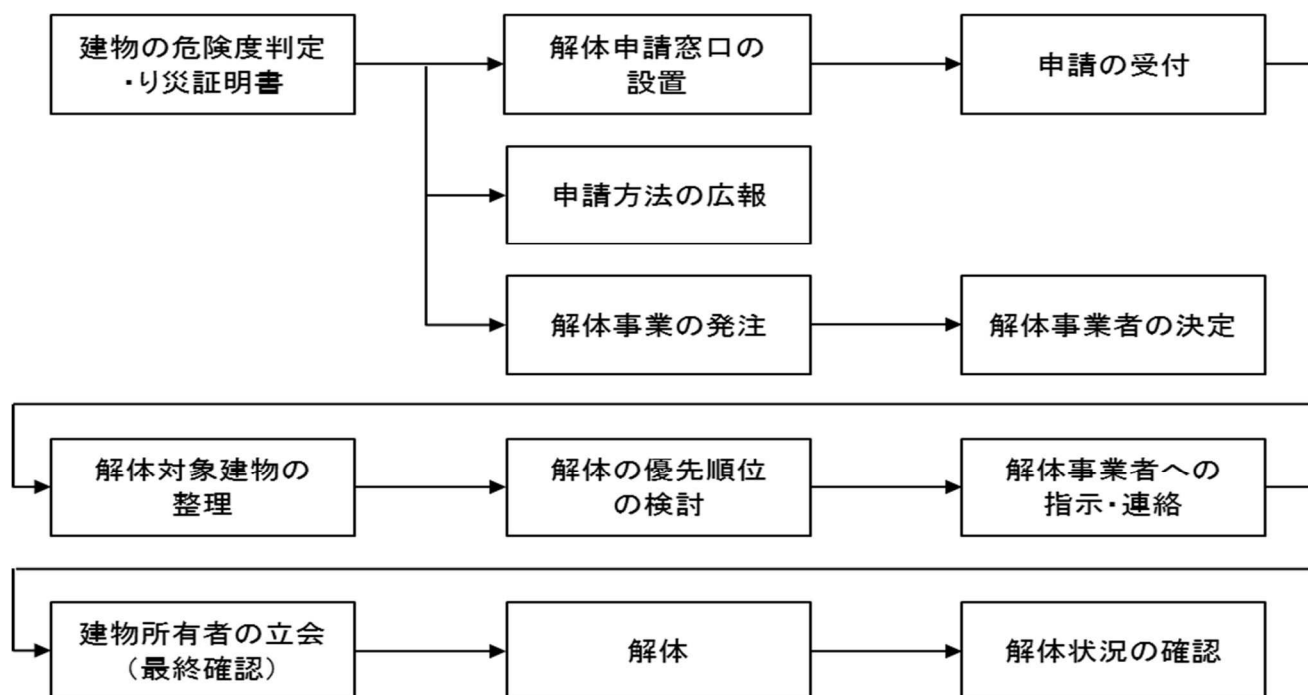 建物の危険度判定
・り災証明書
解体申請窓口の
設置
申請の受付
申請方法の広報
解体事業の発注
解体事業者の決定
解体対象建物の
整理
解体の優先順位
の検討
解体事業者への
指示・連絡
建物所有者の立会
（最終確認）
解体
解体状況の確認